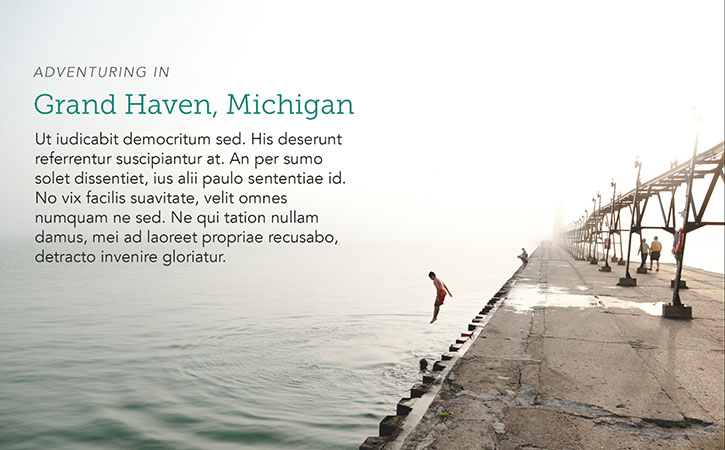 ADVENTURING IN
Grand Haven, Michigan
Ut iudicabit democritum sed. His deserunt
referrentur suscipiantur at. An per sumo
solet dissentiet, ius alii paulo sententiae id.
No vix facilis suavitate, velit omnes
numquam ne sed. Ne qui tation nullam
damus, mei ad laoreet propriae recusabo,
detracto invenire gloriatur.